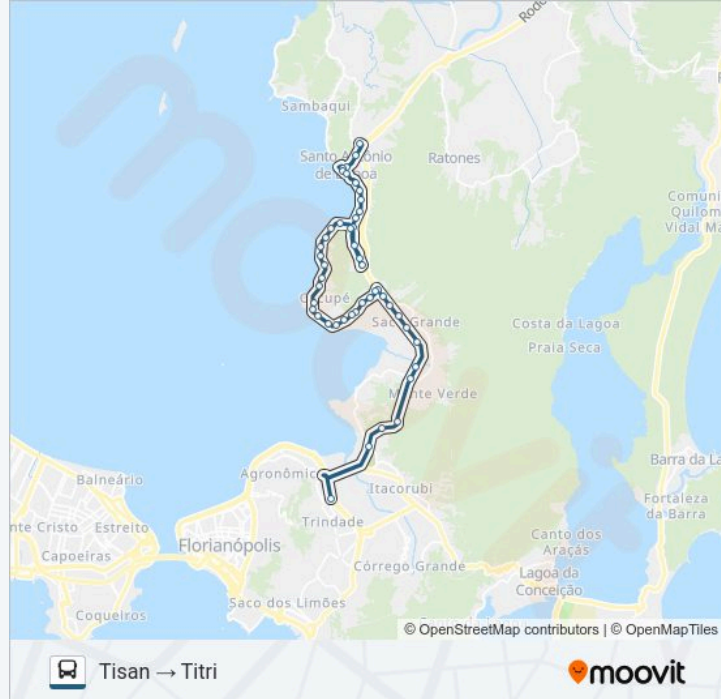 Rodo
Sambaqui
Santo Antônio
de Lisboa
Ratones
Comuni
Quilom
Vidal Ma
Cacupé
Saco Grande
Costa da Lagoa
Praia Seca
Monte Verde
Barra da La
Agronômica
Itacorubi
Balneário
Fortaleza
da Barra
nte Cristo
Estreito
Trindade
Canto dos
Araçás
Capoeiras
Florianópolis
Córrego Grande
Lagoa da
Conceição
Saco dos Limões
Coqueiros
© OpenStreetMap contributors | © OpenMapTiles
Tisan → Titri
moovit